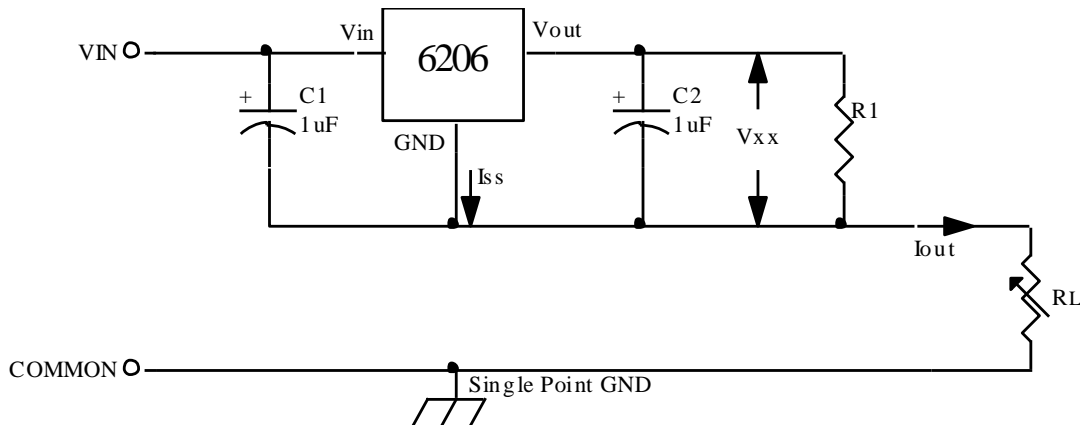 Vin
Vout
VIN
6206
+
C1
1uF
GND
+
C2
1uF
Vxx
R1
Iss
Iout
RL
COMMON
Single Point GND